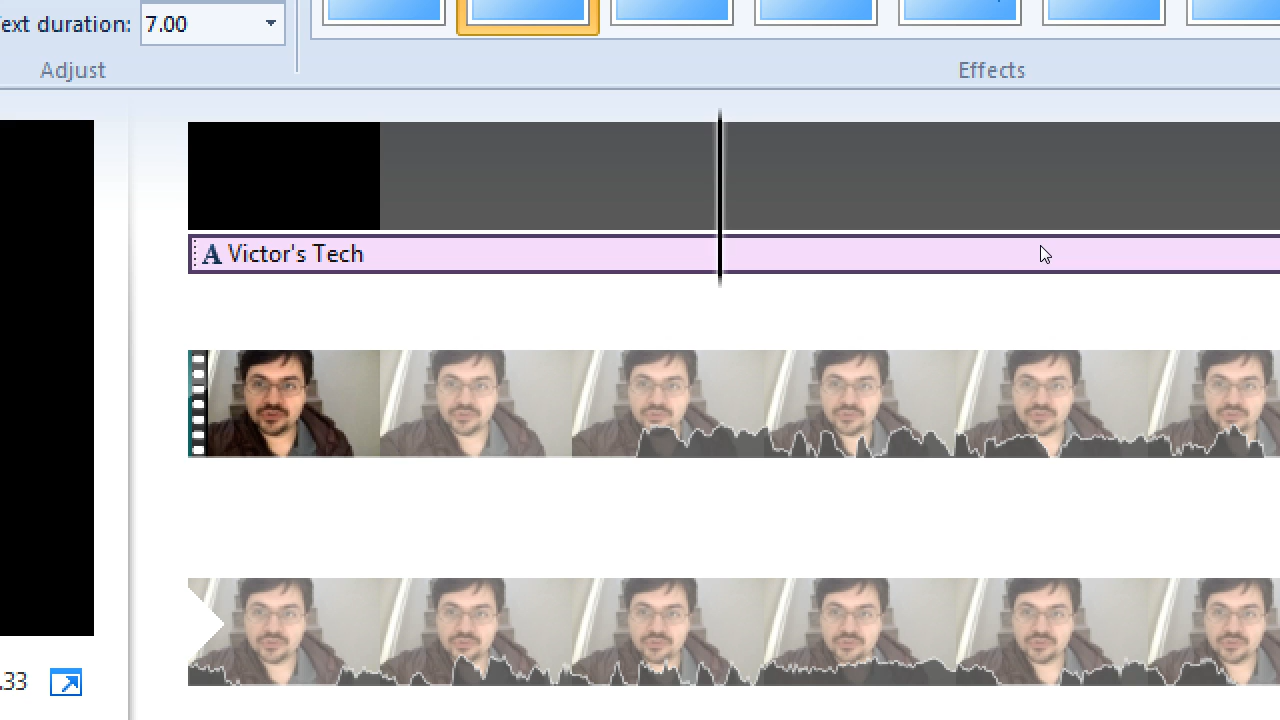 ext duration: 7.00
Adjust
Effects
A Victor's Tech
.33